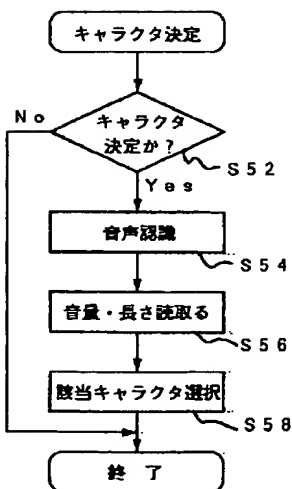 キャラクタ決定
No
キャラクタ
決定か?
S52
Yes
音声認識
S54
音量・長さ読取る
S56
該当キャラクタ選択
S58
終了